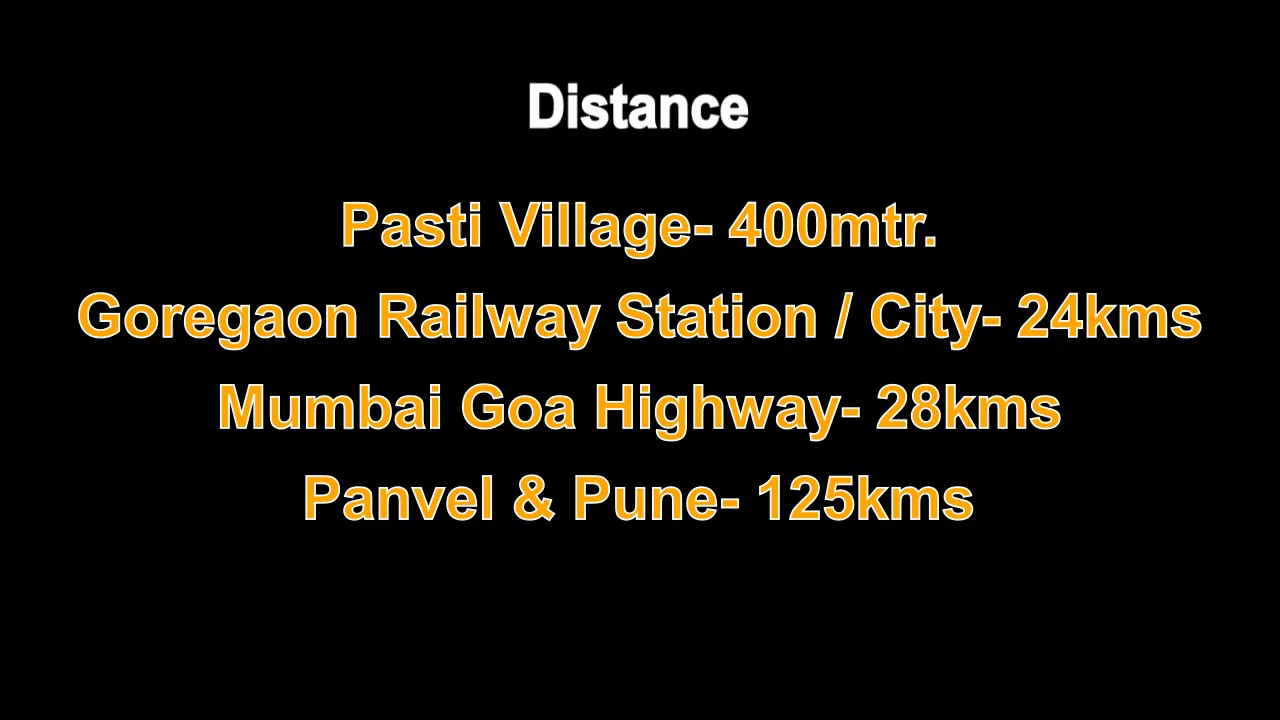 Distance
Pasti Village- 400mtr.
Goregaon Railway Station / City- 24kms
Mumbai Goa Highway- 28kms
Panvel & Pune- 125kms